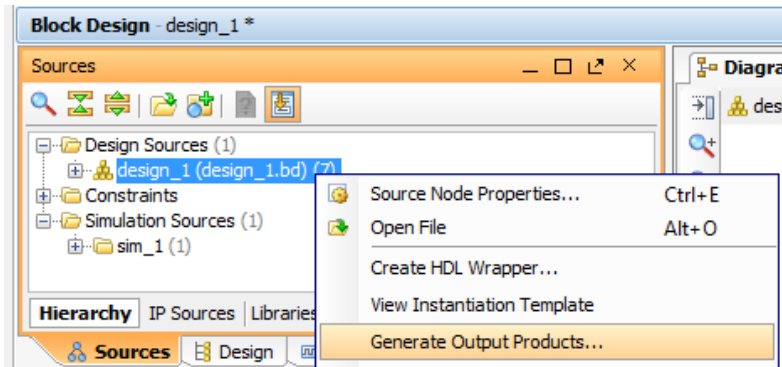 Block Design - design_1 *
Sources
Diagra
des
Design Sources (1)
design_1 (design_1.bd) (7)
Constraints
Simulation Sources (1)
sim_1 (1)
Source Node Properties... Ctrl+E
Open File Alt+O
Create HDL Wrapper...
View Instantiation Template
Generate Output Products...
Hierarchy IP Sources Libraries
Sources Design